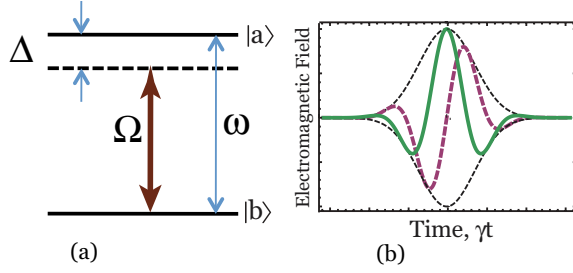 |a⟩
Δ
Ω
ω
|b⟩
(a)
Electromagnetic Field
Time, γt
(b)